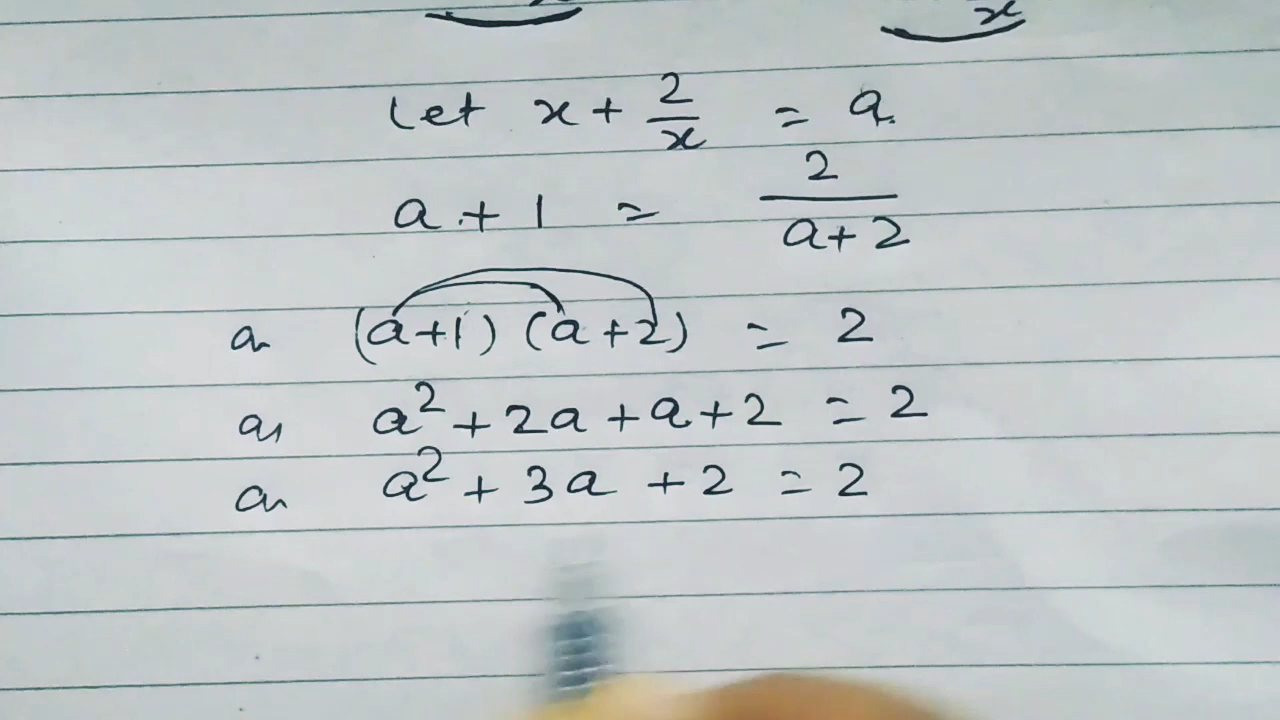 x x
Let x + 2/x = a.
a + 1 = 2/(a+2)
or (a+1) (a+2) = 2
or a² + 2a + a + 2 = 2
or a² + 3a + 2 = 2